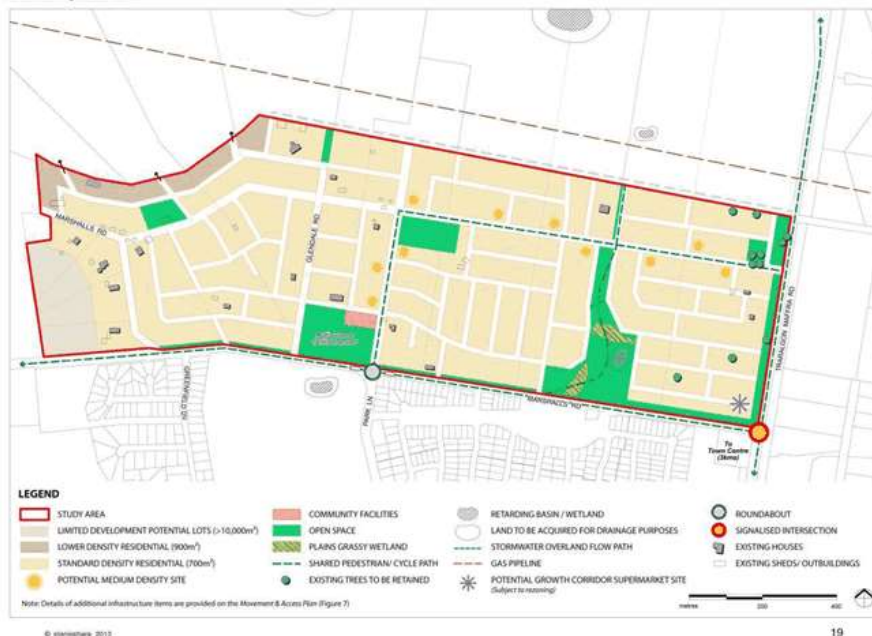 MARSHALLS RD
GLENDALE RD
TRARALGON MAFFRA RD
GREENFIELD DV
PARK LN
MARSHALLS RD
To
Town Centre
(3kms)
LEGEND
STUDY AREA
LIMITED DEVELOPMENT POTENTIAL LOTS (>10,000m²)
LOWER DENSITY RESIDENTIAL (900m²)
STANDARD DENSITY RESIDENTIAL (700m²)
POTENTIAL MEDIUM DENSITY SITE
COMMUNITY FACILITIES
OPEN SPACE
PLAINS GRASSY WETLAND
SHARED PEDESTRIAN/ CYCLE PATH
EXISTING TREES TO BE RETAINED
RETARDING BASIN / WETLAND
LAND TO BE ACQUIRED FOR DRAINAGE PURPOSES
STORMWATER OVERLAND FLOW PATH
GAS PIPELINE
POTENTIAL GROWTH CORRIDOR SUPERMARKET SITE
(Subject to rezoning)
ROUNDABOUT
SIGNALISED INTERSECTION
EXISTING HOUSES
EXISTING SHEDS/ OUTBUILDINGS
Note: Details of additional infrastructure items are provided on the Movement & Access Plan (Figure 7)
metres 200 400
2013
19